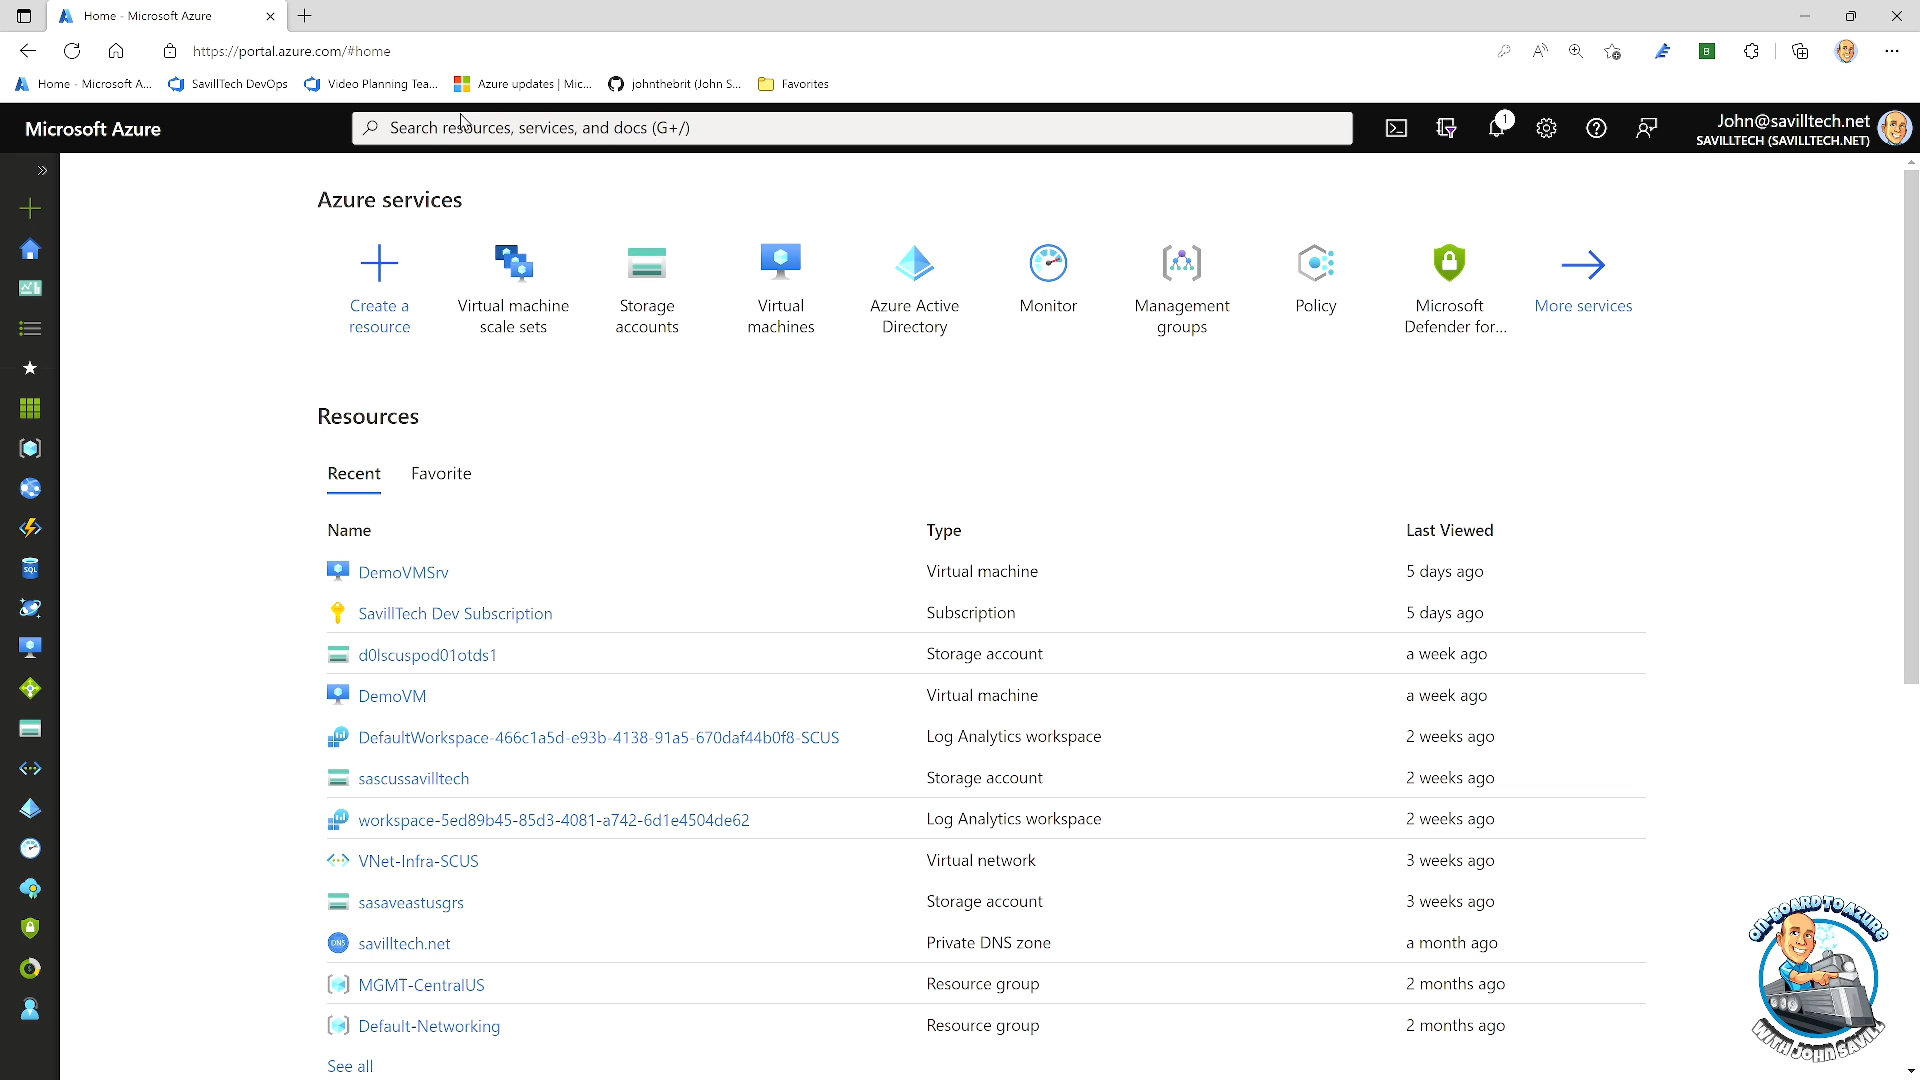 Home - Microsoft Azure
https://portal.azure.com/#home
Home - Microsoft A...
SavillTech DevOps
Video Planning Tea...
Azure updates | Mic...
johnthebrit (John S...
Favorites
Microsoft Azure
Search resources, services, and docs (G+/)
1
John@savilltech.net
SAVILLTECH (SAVILLTECH.NET)
Azure services
Create a
resource
Virtual machine
scale sets
Storage
accounts
Virtual
machines
Azure Active
Directory
Monitor
Management
groups
Policy
Microsoft
Defender for...
More services
Resources
Recent Favorite
Name Type Last Viewed
DemoVMSrv Virtual machine 5 days ago
SavillTech Dev Subscription Subscription 5 days ago
d0lscuspod01otds1 Storage account a week ago
DemoVM Virtual machine a week ago
DefaultWorkspace-466c1a5d-e93b-4138-91a5-670daf44b0f8-SCUS Log Analytics workspace 2 weeks ago
sascussavilltech Storage account 2 weeks ago
workspace-5ed89b45-85d3-4081-a742-6d1e4504de62 Log Analytics workspace 2 weeks ago
VNet-Infra-SCUS Virtual network 3 weeks ago
sasaveastusgrs Storage account 3 weeks ago
savilltech.net Private DNS zone a month ago
MGMT-CentralUS Resource group 2 months ago
Default-Networking Resource group 2 months ago
See all
SQL
DNS
ON-BOARD TO AZURE
WITH JOHN SAVILL